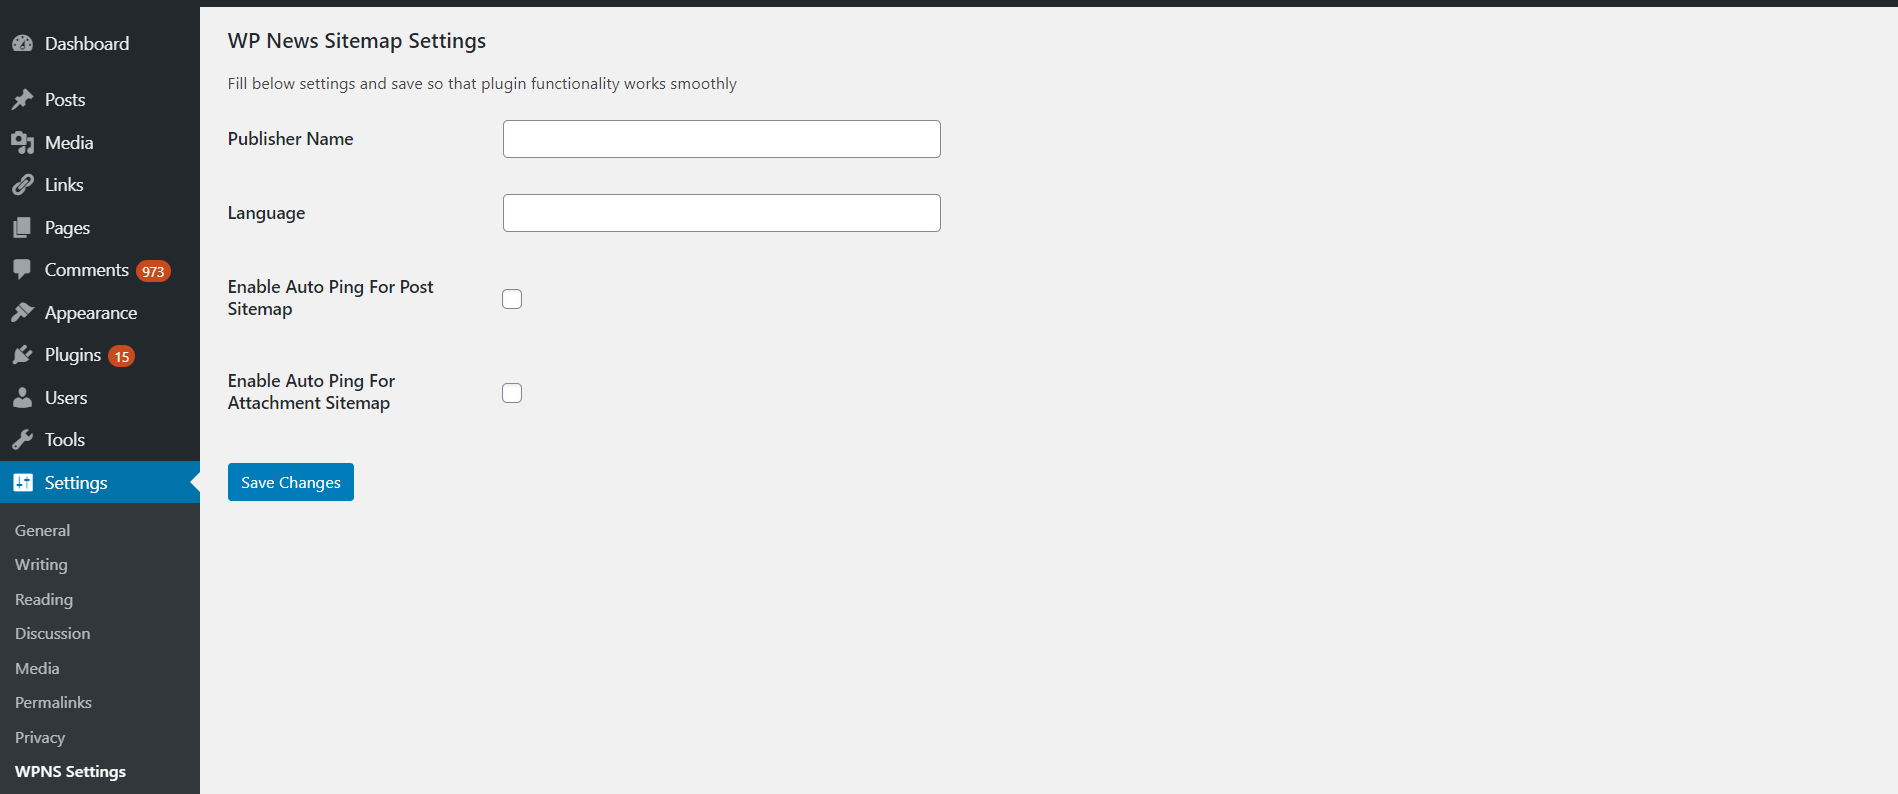 Dashboard
Posts
Media
Links
Pages
Comments 973
Appearance
Plugins 15
Users
Tools
Settings
General
Writing
Reading
Discussion
Media
Permalinks
Privacy
WPNS Settings
WP News Sitemap Settings
Fill below settings and save so that plugin functionality works smoothly
Publisher Name
Language
Enable Auto Ping For Post
Sitemap
Enable Auto Ping For
Attachment Sitemap
Save Changes